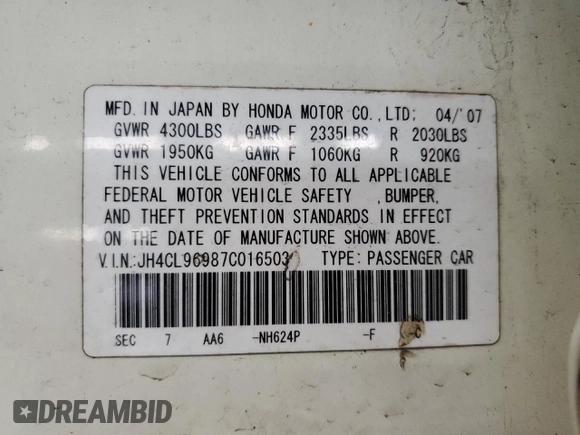 MFD. IN JAPAN BY HONDA MOTOR CO.,LTD; 04/'07
GVWR 4300LBS GAWR F 2335LBS R 2030LBS
GVWR 1950KG GAWR F 1060KG R 920KG
THIS VEHICLE CONFORMS TO ALL APPLICABLE
FEDERAL MOTOR VEHICLE SAFETY ,BUMPER,
AND THEFT PREVENTION STANDARDS IN EFFECT
ON THE DATE OF MANUFACTURE SHOWN ABOVE.
V.I.N.:JH4CL96987C016503 TYPE: PASSENGER CAR
SEC 7 AA6 -NH624P -F C
DREAMBID